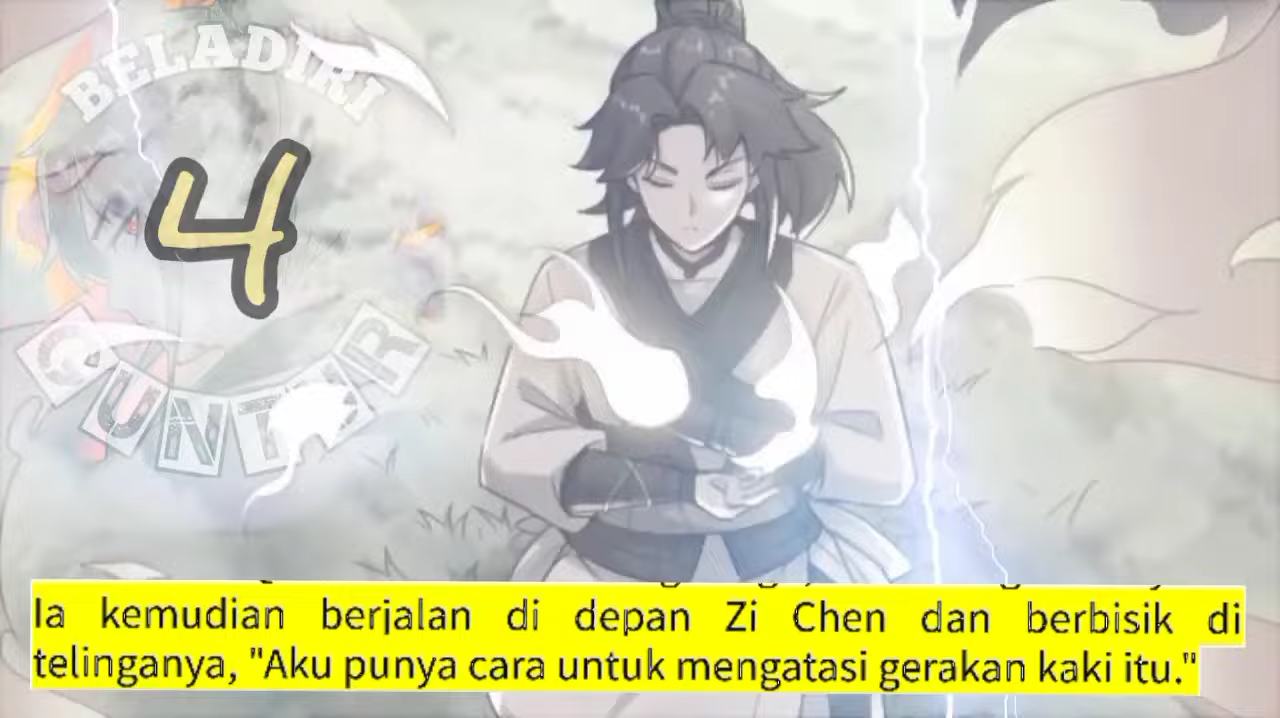 BELADIRI
4
GUNTUR
Ia kemudian berjalan di depan Zi Chen dan berbisik di
telinganya, "Aku punya cara untuk mengatasi gerakan kaki itu."